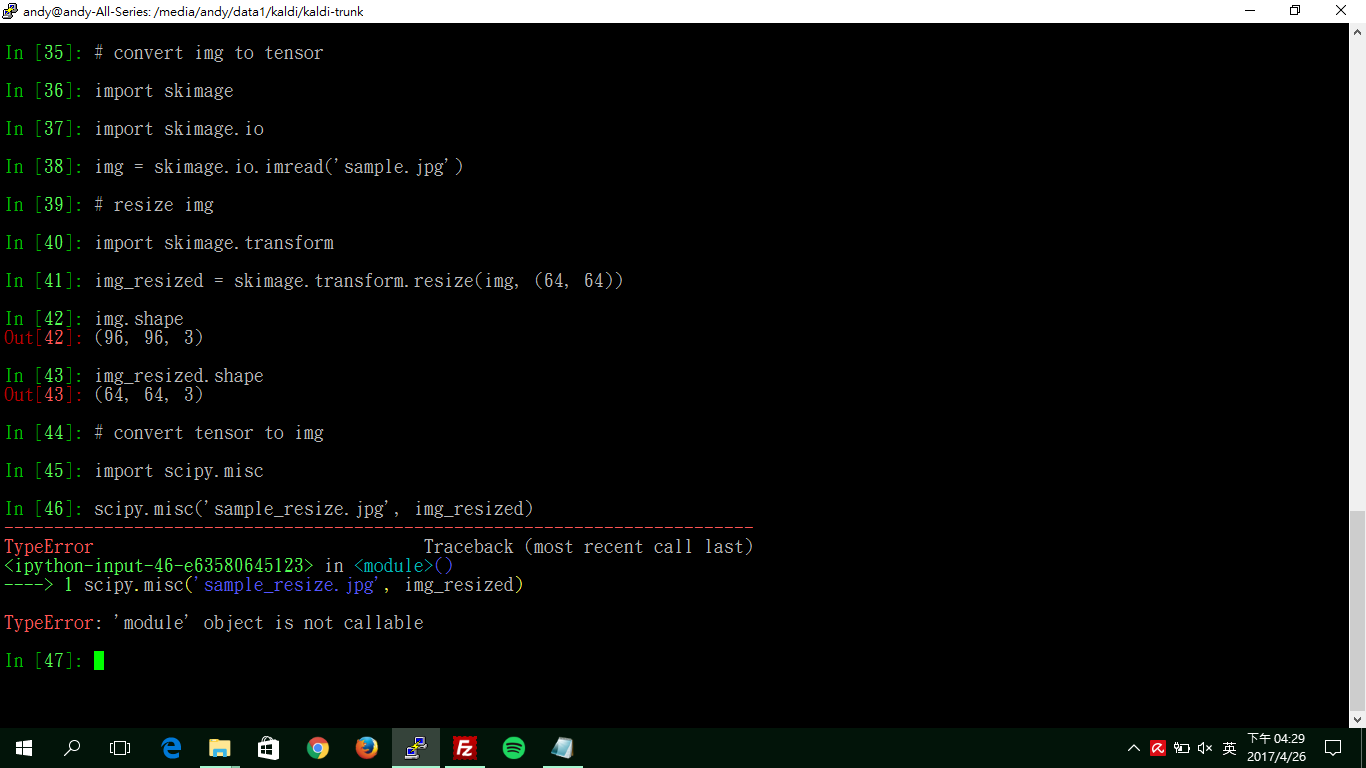 andy@andy-All-Series: /media/andy/data1/kaldi/kaldi-trunk
In [35]: # convert img to tensor
In [36]: import skimage
In [37]: import skimage.io
In [38]: img = skimage.io.imread('sample.jpg')
In [39]: # resize img
In [40]: import skimage.transform
In [41]: img_resized = skimage.transform.resize(img, (64, 64))
In [42]: img.shape
Out[42]: (96, 96, 3)
In [43]: img_resized.shape
Out[43]: (64, 64, 3)
In [44]: # convert tensor to img
In [45]: import scipy.misc
In [46]: scipy.misc('sample_resize.jpg', img_resized)
---------------------------------------------------------------------------
TypeError                                 Traceback (most recent call last)
<ipython-input-46-e63580645123> in <module>()
----> 1 scipy.misc('sample_resize.jpg', img_resized)
TypeError: 'module' object is not callable
In [47]:
英
下午 04:29
2017/4/26